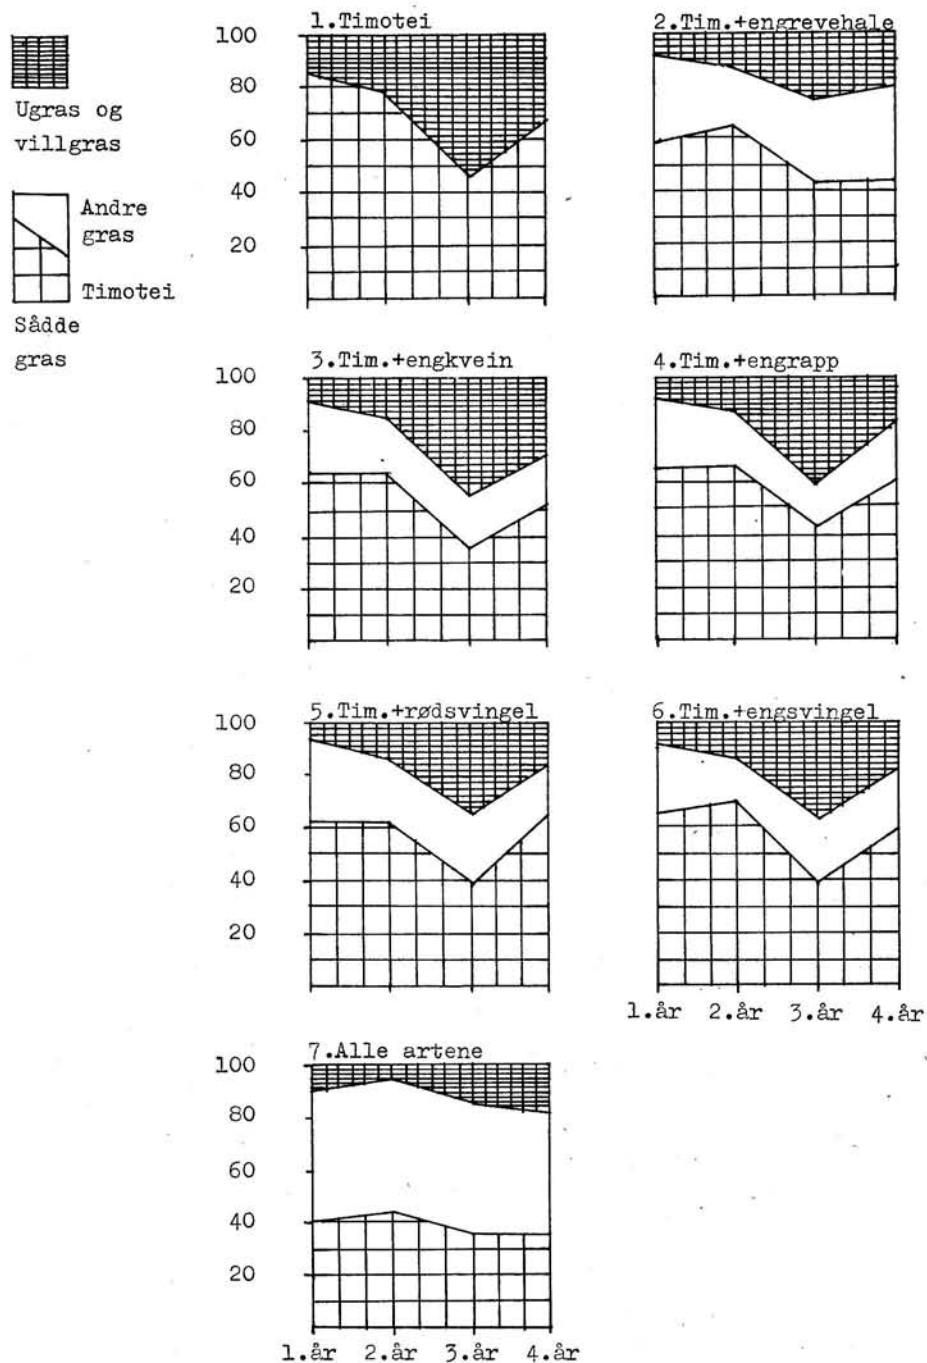 Ugras og
villgras
Andre
gras
Timotei
Sådde
gras
1.Timotei
100
80
60
40
20
2.Tim.+engrevehale
3.Tim.+engkvein
100
80
60
40
20
4.Tim.+engrapp
5.Tim.+rødsvingel
100
80
60
40
20
6.Tim.+engsvingel
1.år 2.år 3.år 4.år
7.Alle artene
100
80
60
40
20
1.år 2.år 3.år 4.år